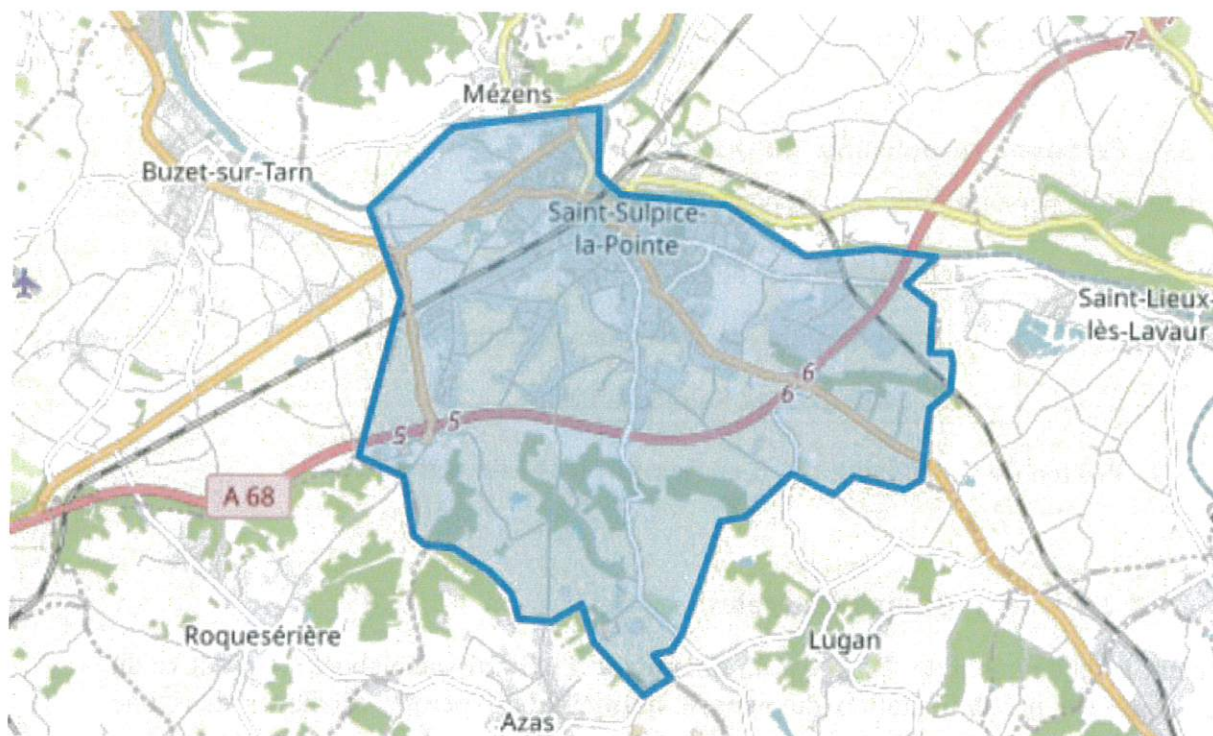 7
Mézens
Buzet-sur-Tarn
Saint-Sulpice-
la-Pointe
Saint-Lieux-
lès-Lavaur
6
6
5
5
A 68
Roquesérière
Lugan
Azas